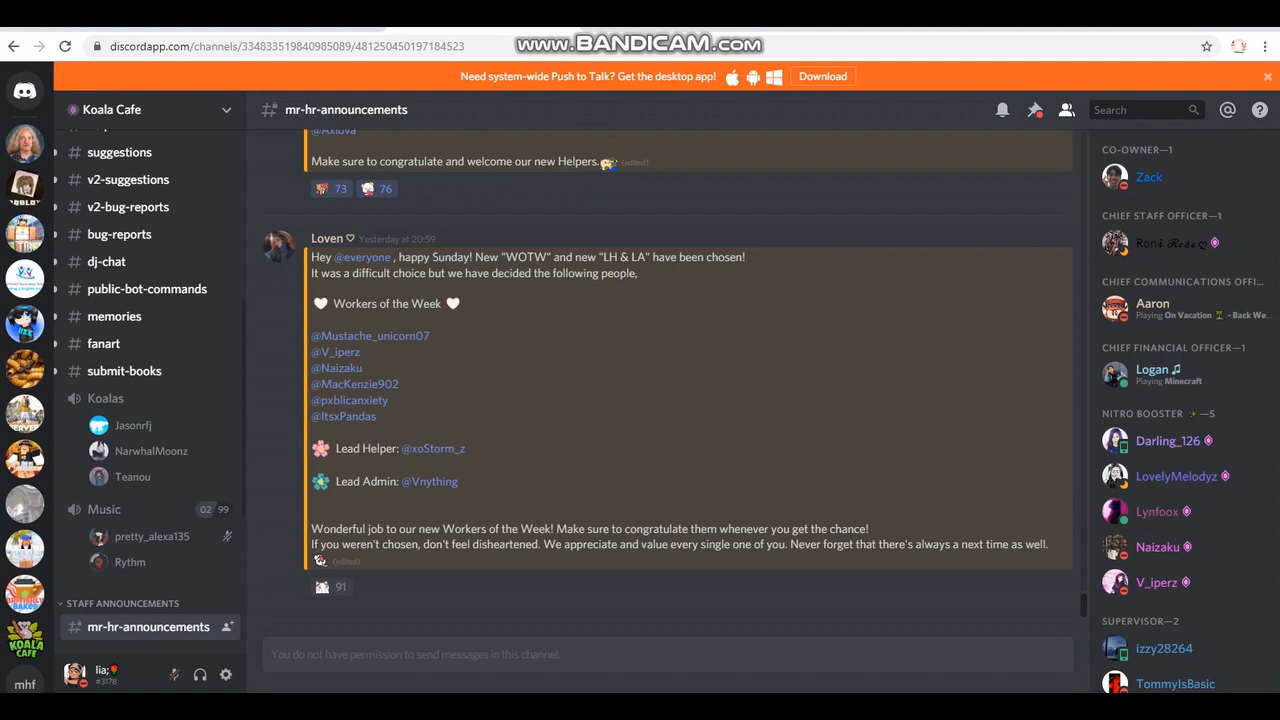 discordapp.com/channels/334833519840985089/481250450197184523
www.BANDICAM.com
Need system-wide Push to Talk? Get the desktop app!
Download
Koala Cafe
mr-hr-announcements
Search
suggestions
v2-suggestions
v2-bug-reports
bug-reports
dj-chat
public-bot-commands
memories
fanart
submit-books
Koalas
Jasonrfj
NarwhalMoonz
Teanou
Music 02 99
pretty_alexa135
Rythm
STAFF ANNOUNCEMENTS
mr-hr-announcements
lia;
#3178
mhf
ROBLOX
KOALA CAFE
@Axlova
Make sure to congratulate and welcome our new Helpers. (edited)
73 76
Loven ♡ Yesterday at 20:59
Hey @everyone , happy Sunday! New "WOTW" and new "LH & LA" have been chosen!
It was a difficult choice but we have decided the following people,
Workers of the Week
@Mustache_unicorn07
@V_iperz
@Naizaku
@MacKenzie902
@pxblicanxiety
@ItsxPandas
Lead Helper: @xoStorm_z
Lead Admin: @Vnything
Wonderful job to our new Workers of the Week! Make sure to congratulate them whenever you get the chance!
If you weren't chosen, don't feel disheartened. We appreciate and value every single one of you. Never forget that there's always a next time as well.
(edited)
91
You do not have permission to send messages in this channel.
CO-OWNER—1
Zack
CHIEF STAFF OFFICER—1
CHIEF COMMUNICATIONS OFFI...
Aaron
Playing On Vacation - Back We...
CHIEF FINANCIAL OFFICER—1
Logan
Playing Minecraft
NITRO BOOSTER —5
Darling_126
LovelyMelodyz
Lynfoox
Naizaku
V_iperz
SUPERVISOR—2
izzy28264
TommyIsBasic